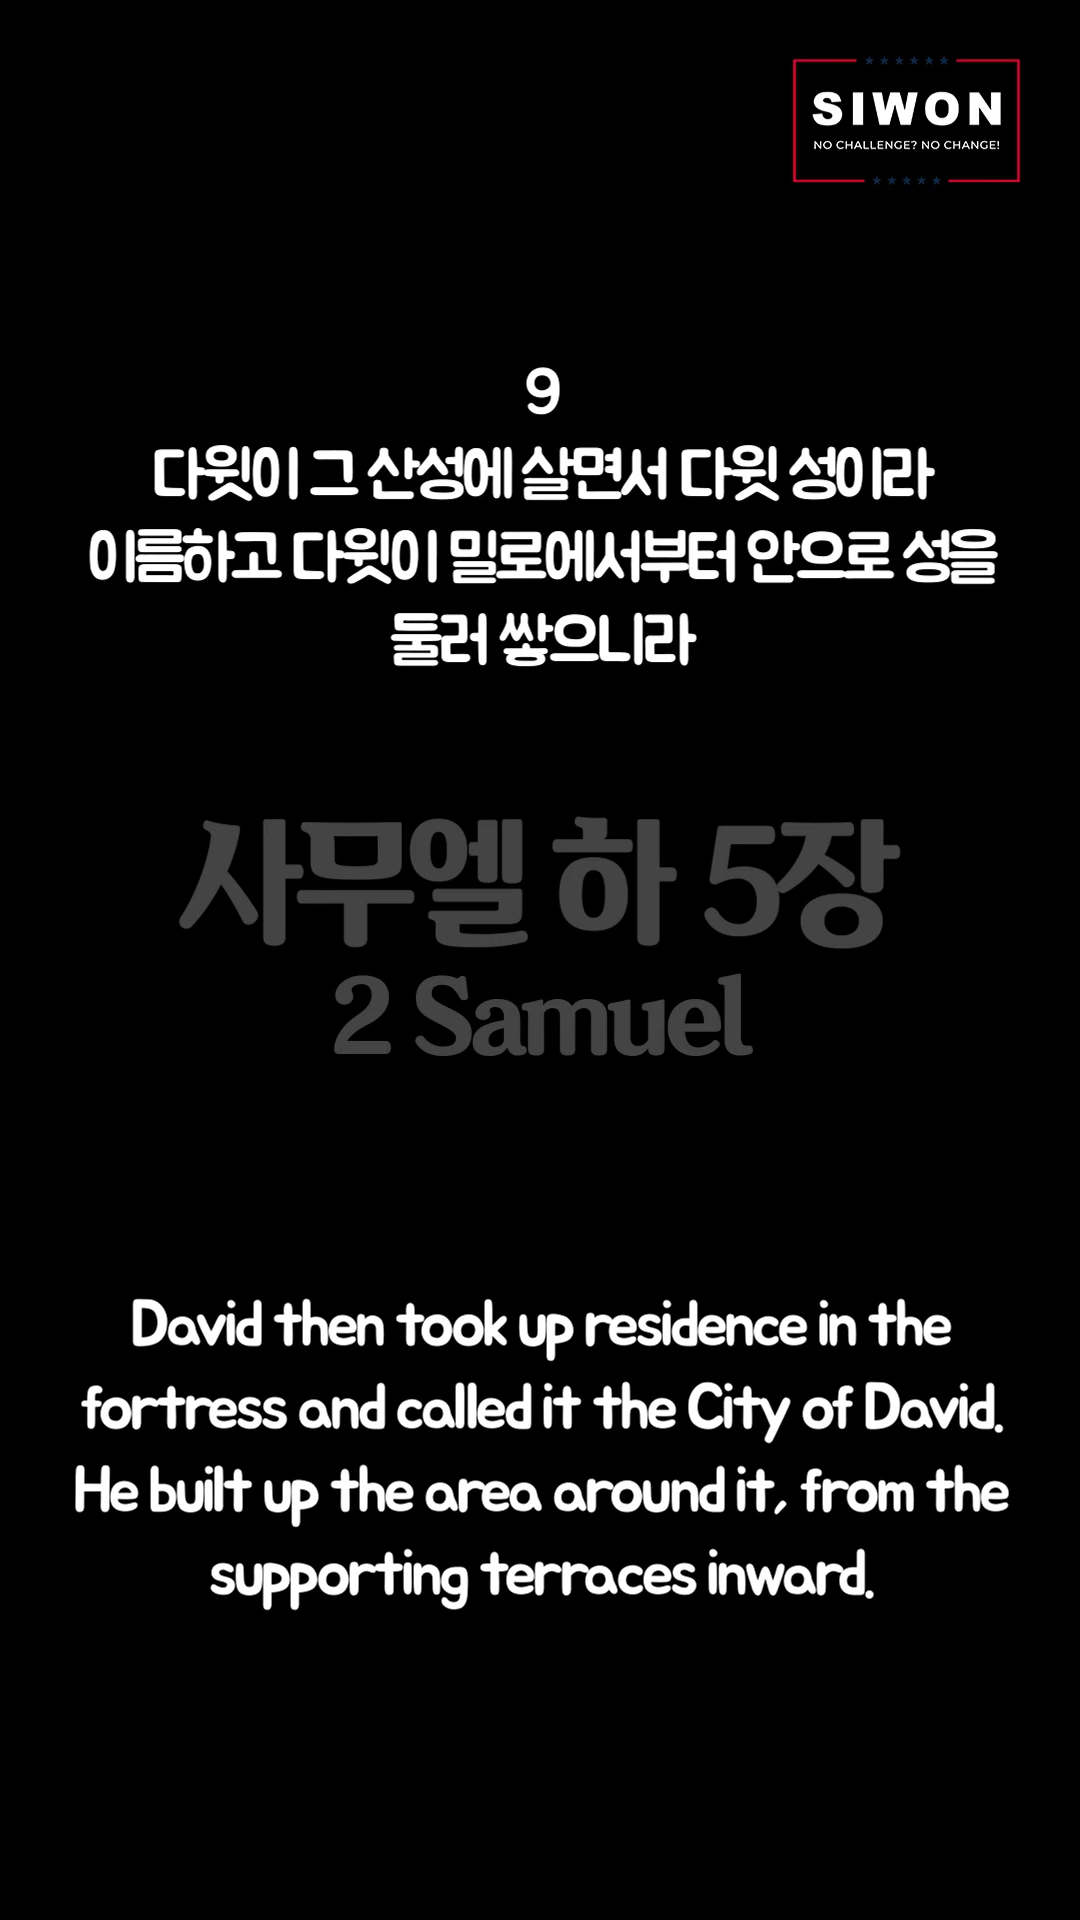 SIWON
NO CHALLENGE? NO CHANGE!
9
다윗이 그 산성에 살면서 다윗 성이라
이름하고 다윗이 밀로에서부터 안으로 성을
둘러 쌓으니라
사무엘 하 5장
2 Samuel
David then took up residence in the
fortress and called it the City of David.
He built up the area around it, from the
supporting terraces inward.